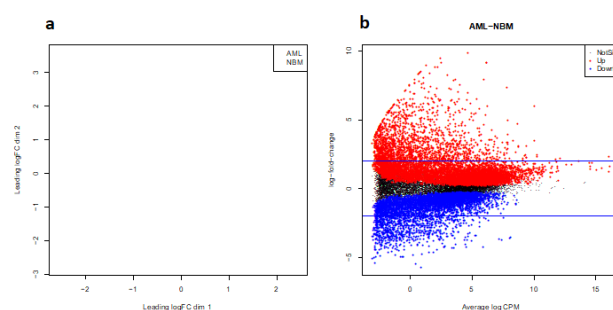 a
AML
NBM
3
2
1
0
-1
-2
-3
Leading logFC dim 2
-2
-1
0
1
2
Leading logFC dim 1
b
AML-NBM
NotSi
Up
Down
10
5
0
-5
log-fold-change
0
5
10
15
Average log CPM